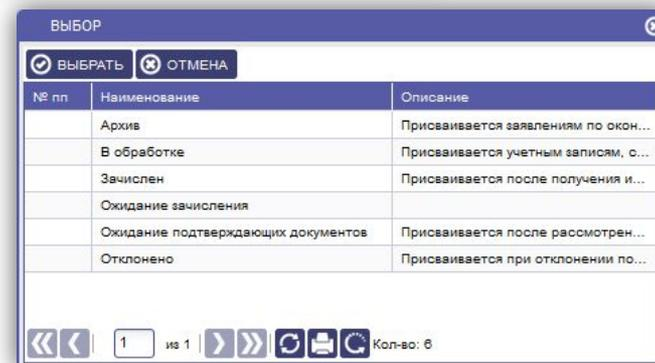 ВЫБОР
ВЫБРАТЬ ОТМЕНА
№ пп Наименование Описание
Архив Присваивается заявлениям по окон...
В обработке Присваивается учетным записям, с...
Зачислен Присваивается после получения и...
Ожидание зачисления
Ожидание подтверждающих документов Присваивается после рассмотрен...
Отклонено Присваивается при отклонении по...
1 из 1 Кол-во: 6